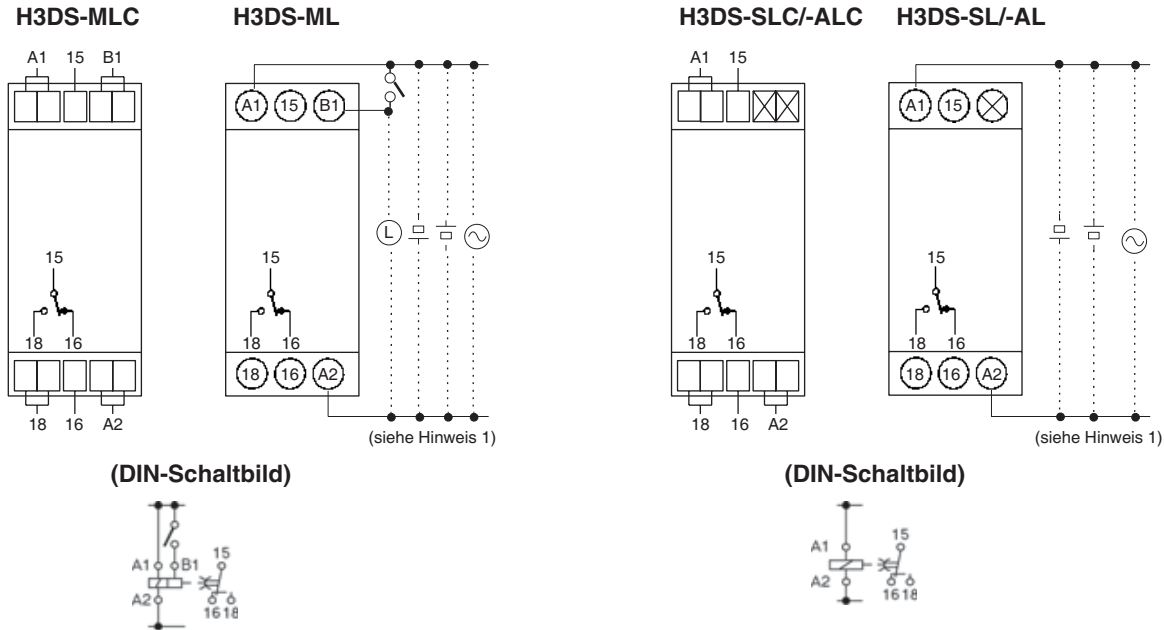 H3DS-MLC H3DS-ML H3DS-SLC/-ALC H3DS-SL/-AL
A1 15 B1 A1 15
A1 15 B1 A1 15
L
15 15 15 15
18 16 18 16 18 16 18 16
18 16 A2 18 16 A2
18 16 A2 18 16 A2
(siehe Hinweis 1) (siehe Hinweis 1)
(DIN-Schaltbild) (DIN-Schaltbild)
15 15
A1 B1 A1
A2 A2
16 18 16 18